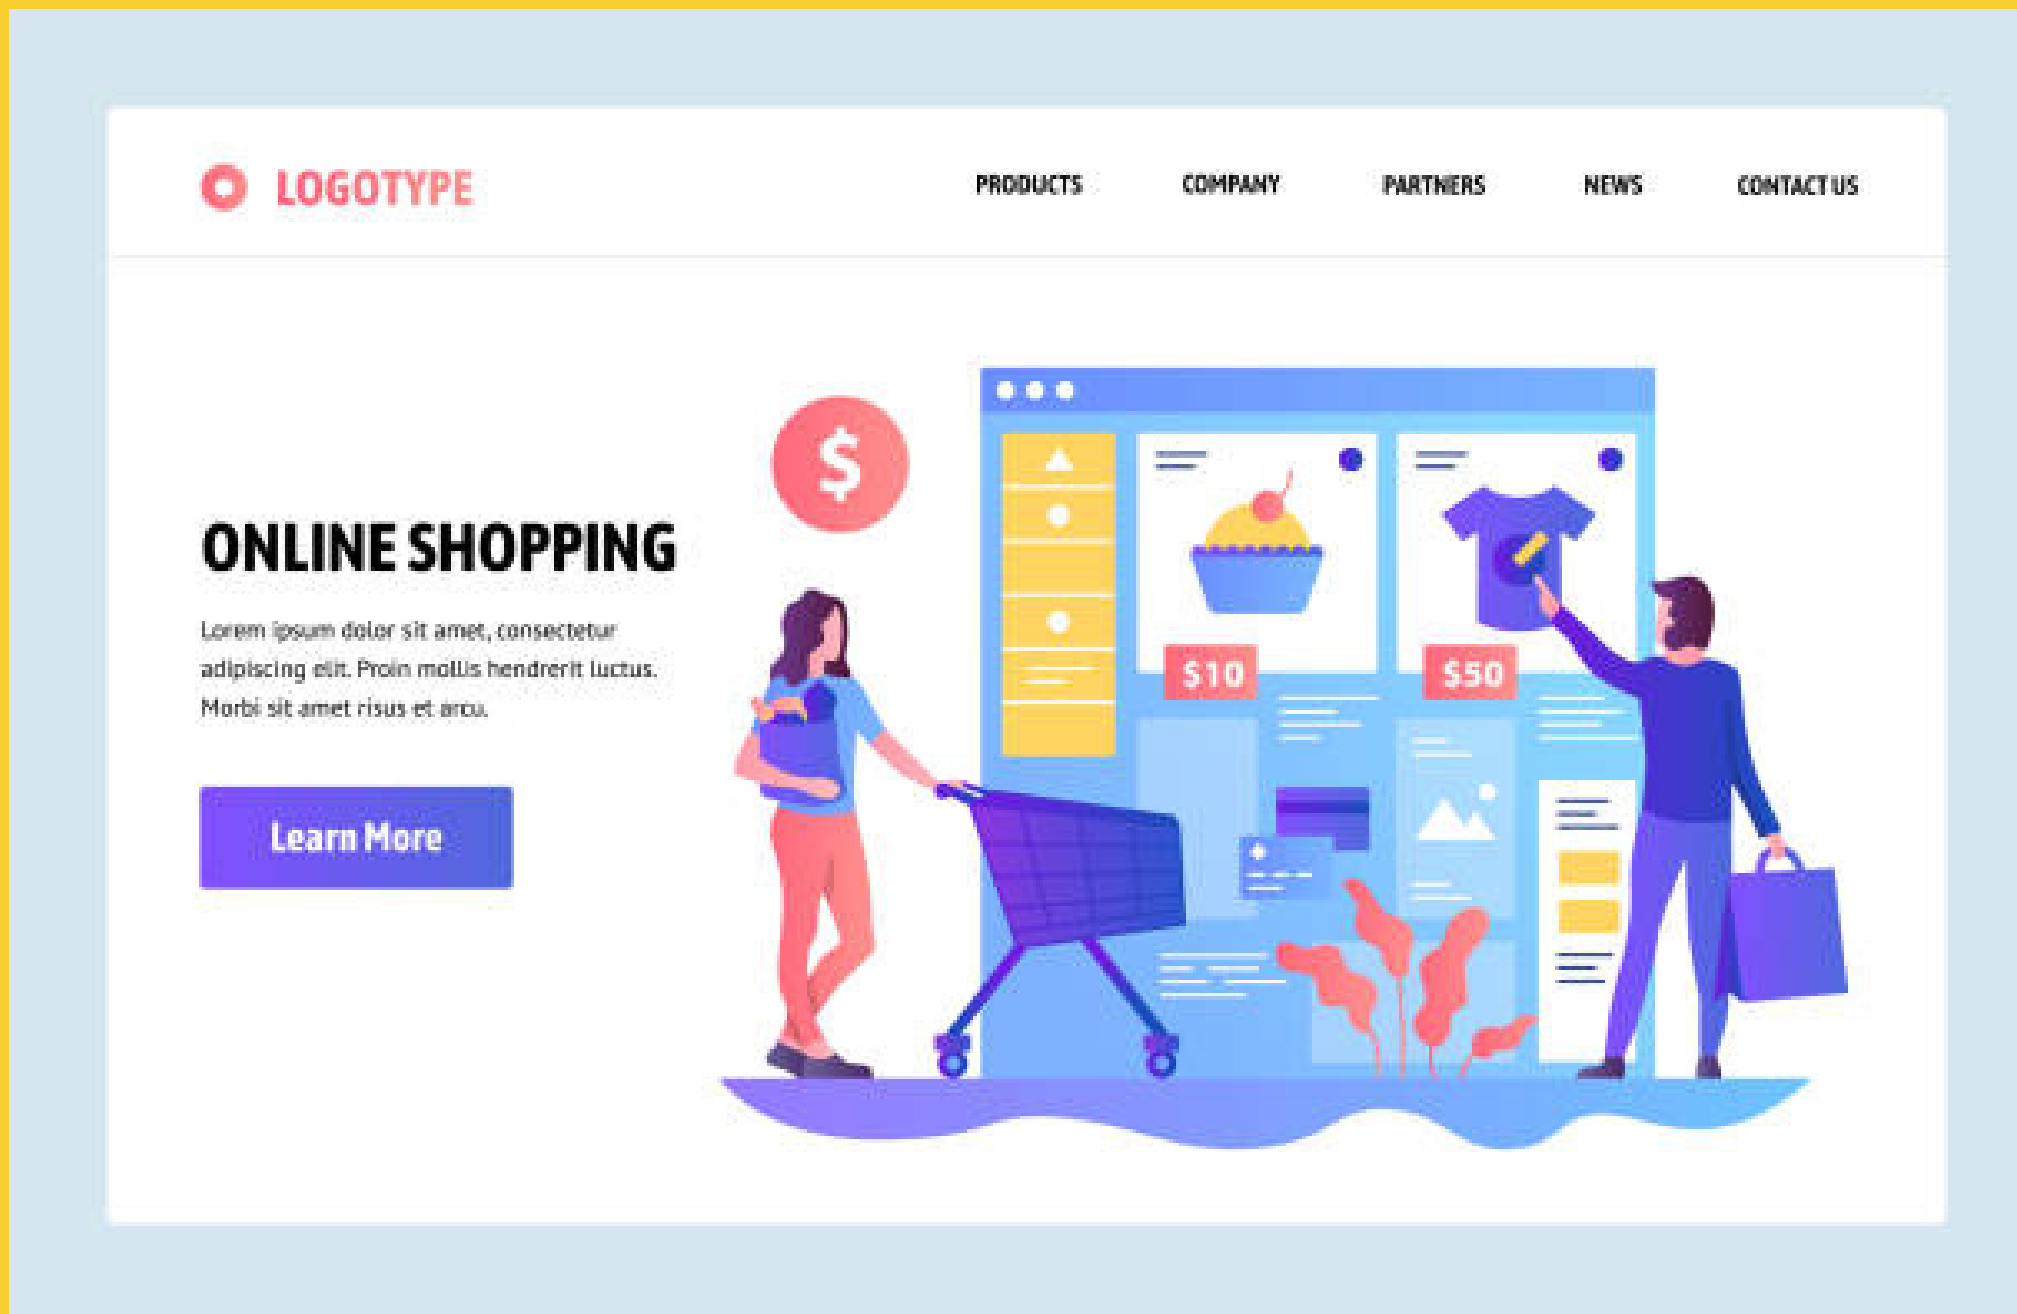 LOGOTYPE
PRODUCTS COMPANY PARTNERS NEWS CONTACT US
$
ONLINE SHOPPING
Lorem ipsum dolor sit amet, consectetur
adipiscing elit. Proin mollis hendrerit luctus.
Morbi sit amet risus et arcu.
Learn More
$10
$50